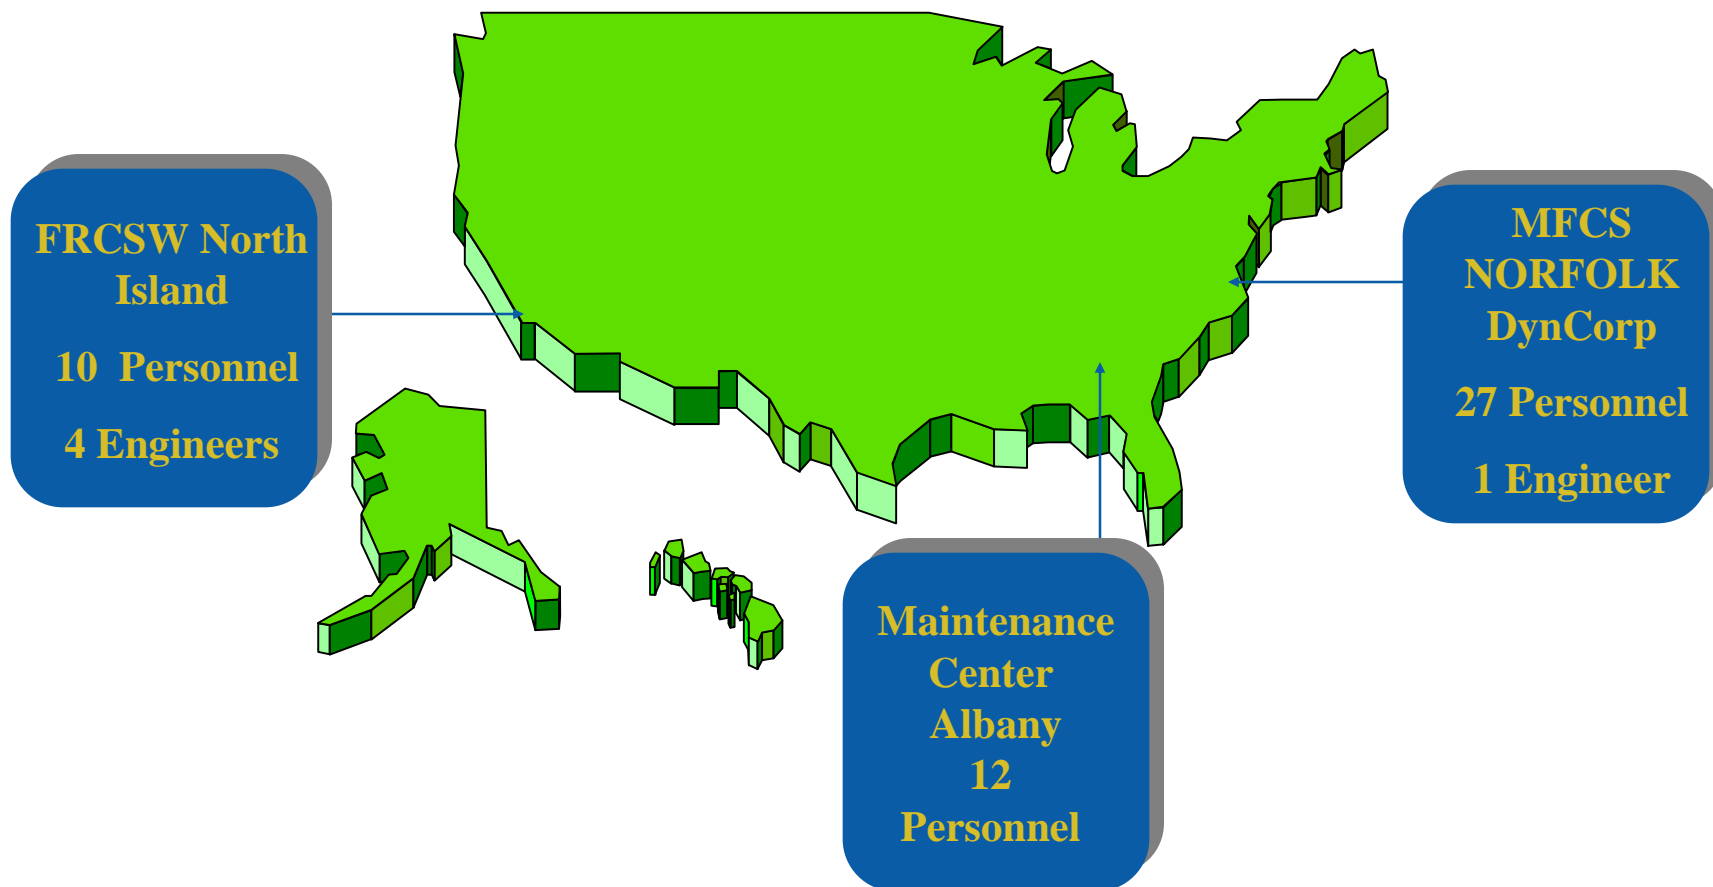 FRCSW North
Island
10 Personnel
4 Engineers
MFCS
NORFOLK
DynCorp
27 Personnel
1 Engineer
Maintenance
Center
Albany
12
Personnel